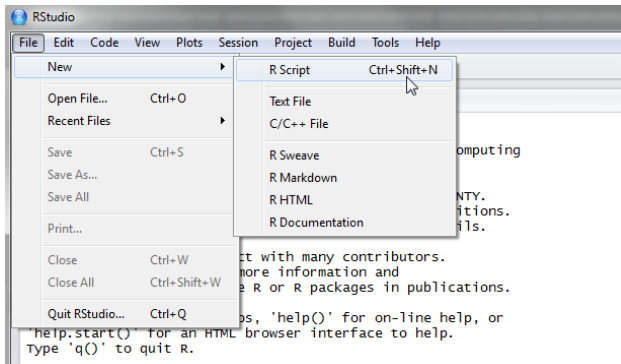 RStudio
File Edit Code View Plots Session Project Build Tools Help
New
R Script Ctrl+Shift+N
Open File... Ctrl+O
Text File
Recent Files
C/C++ File
Save Ctrl+S
R Sweave
omputing
Save As...
R Markdown
Save All
R HTML
NTY.
itions.
Print...
R Documentation
ils.
Close Ctrl+W
ct with many contributors.
more information and
Close All Ctrl+Shift+W
e R or R packages in publications.
Quit RStudio... Ctrl+Q
os, 'help()' for on-line help, or
'help.start()' for an HTML browser interface to help.
Type 'q()' to quit R.